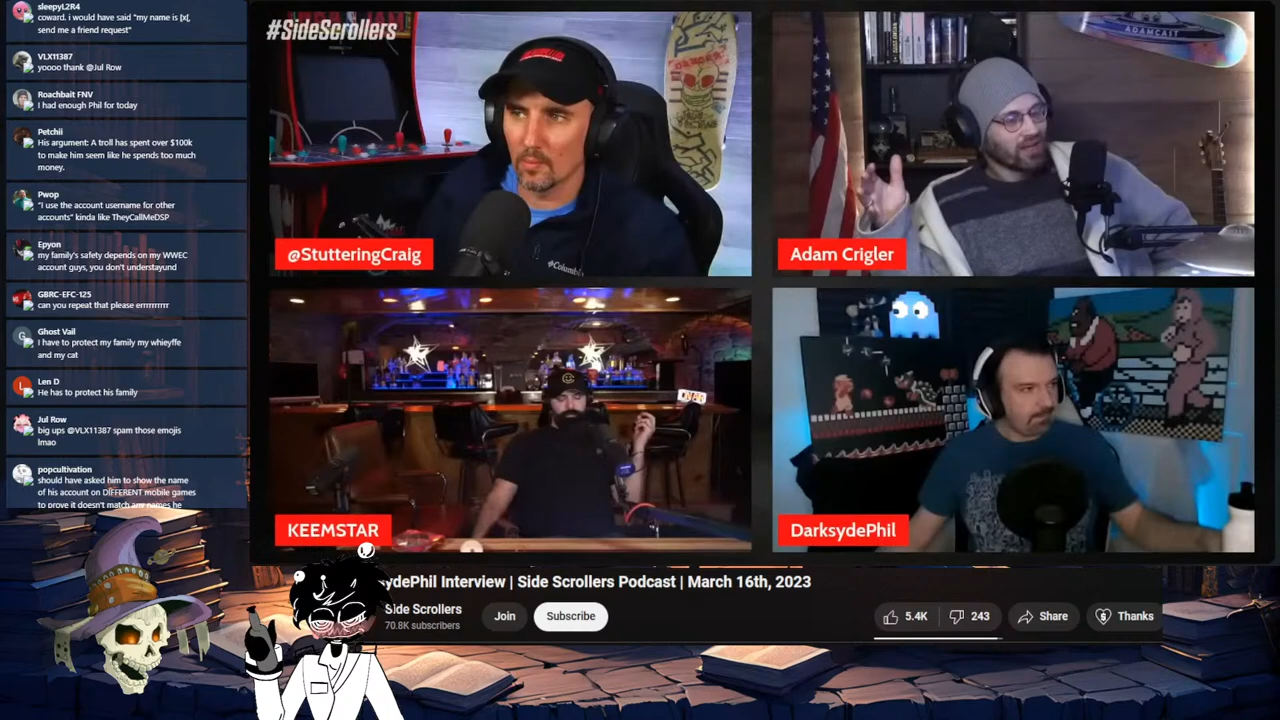 sleepyL2R4
coward. i would have said "my name is [x[,
send me a friend request"
VLX11387
yoooo thank @Jul Row
Roachbait FNV
I had enough Phil for today
Petchii
His argument: A troll has spent over $100k
to make him seem like he spends too much
money.
Pwop
"I use the account username for other
accounts" kinda like TheyCallMeDSP
Epyon
my family's safety depends on my WWEC
account guys, you don't understayund
GBRC-EFC-125
can you repeat that please errrrrrrrr
G
Ghost Vail
I have to protect my family my whieyffe
and my cat
L
Len D
He has to protect his family
Jul Row
big ups @VLX11387 spam those emojis
lmao
popcultivation
should have asked him to show the name
of his account on DIFFERENT mobile games
to prove it doesn't match any names he
#SideScrollers
@StutteringCraig
Columbia
ADAMCAIT
Adam Crigler
KEEMSTAR
DarksydePhil
sydePhil Interview | Side Scrollers Podcast | March 16th, 2023
Side Scrollers
70.8K subscribers
Join
Subscribe
5.4K
243
Share
Thanks